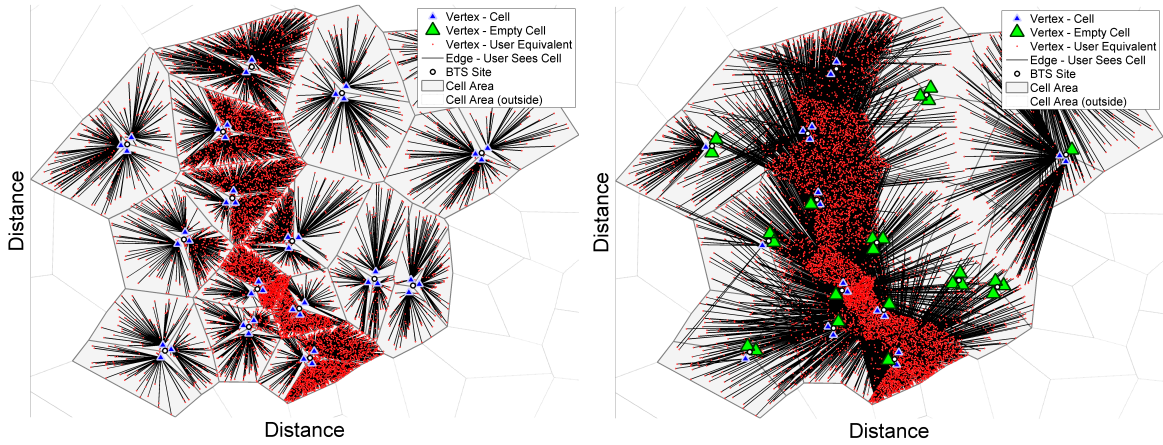 Vertex - Cell
Vertex - Empty Cell
Vertex - User Equivalent
Edge - User Sees Cell
BTS Site
Cell Area
Cell Area (outside)
Distance
Distance
Vertex - Cell
Vertex - Empty Cell
Vertex - User Equivalent
Edge - User Sees Cell
BTS Site
Cell Area
Cell Area (outside)
Distance
Distance